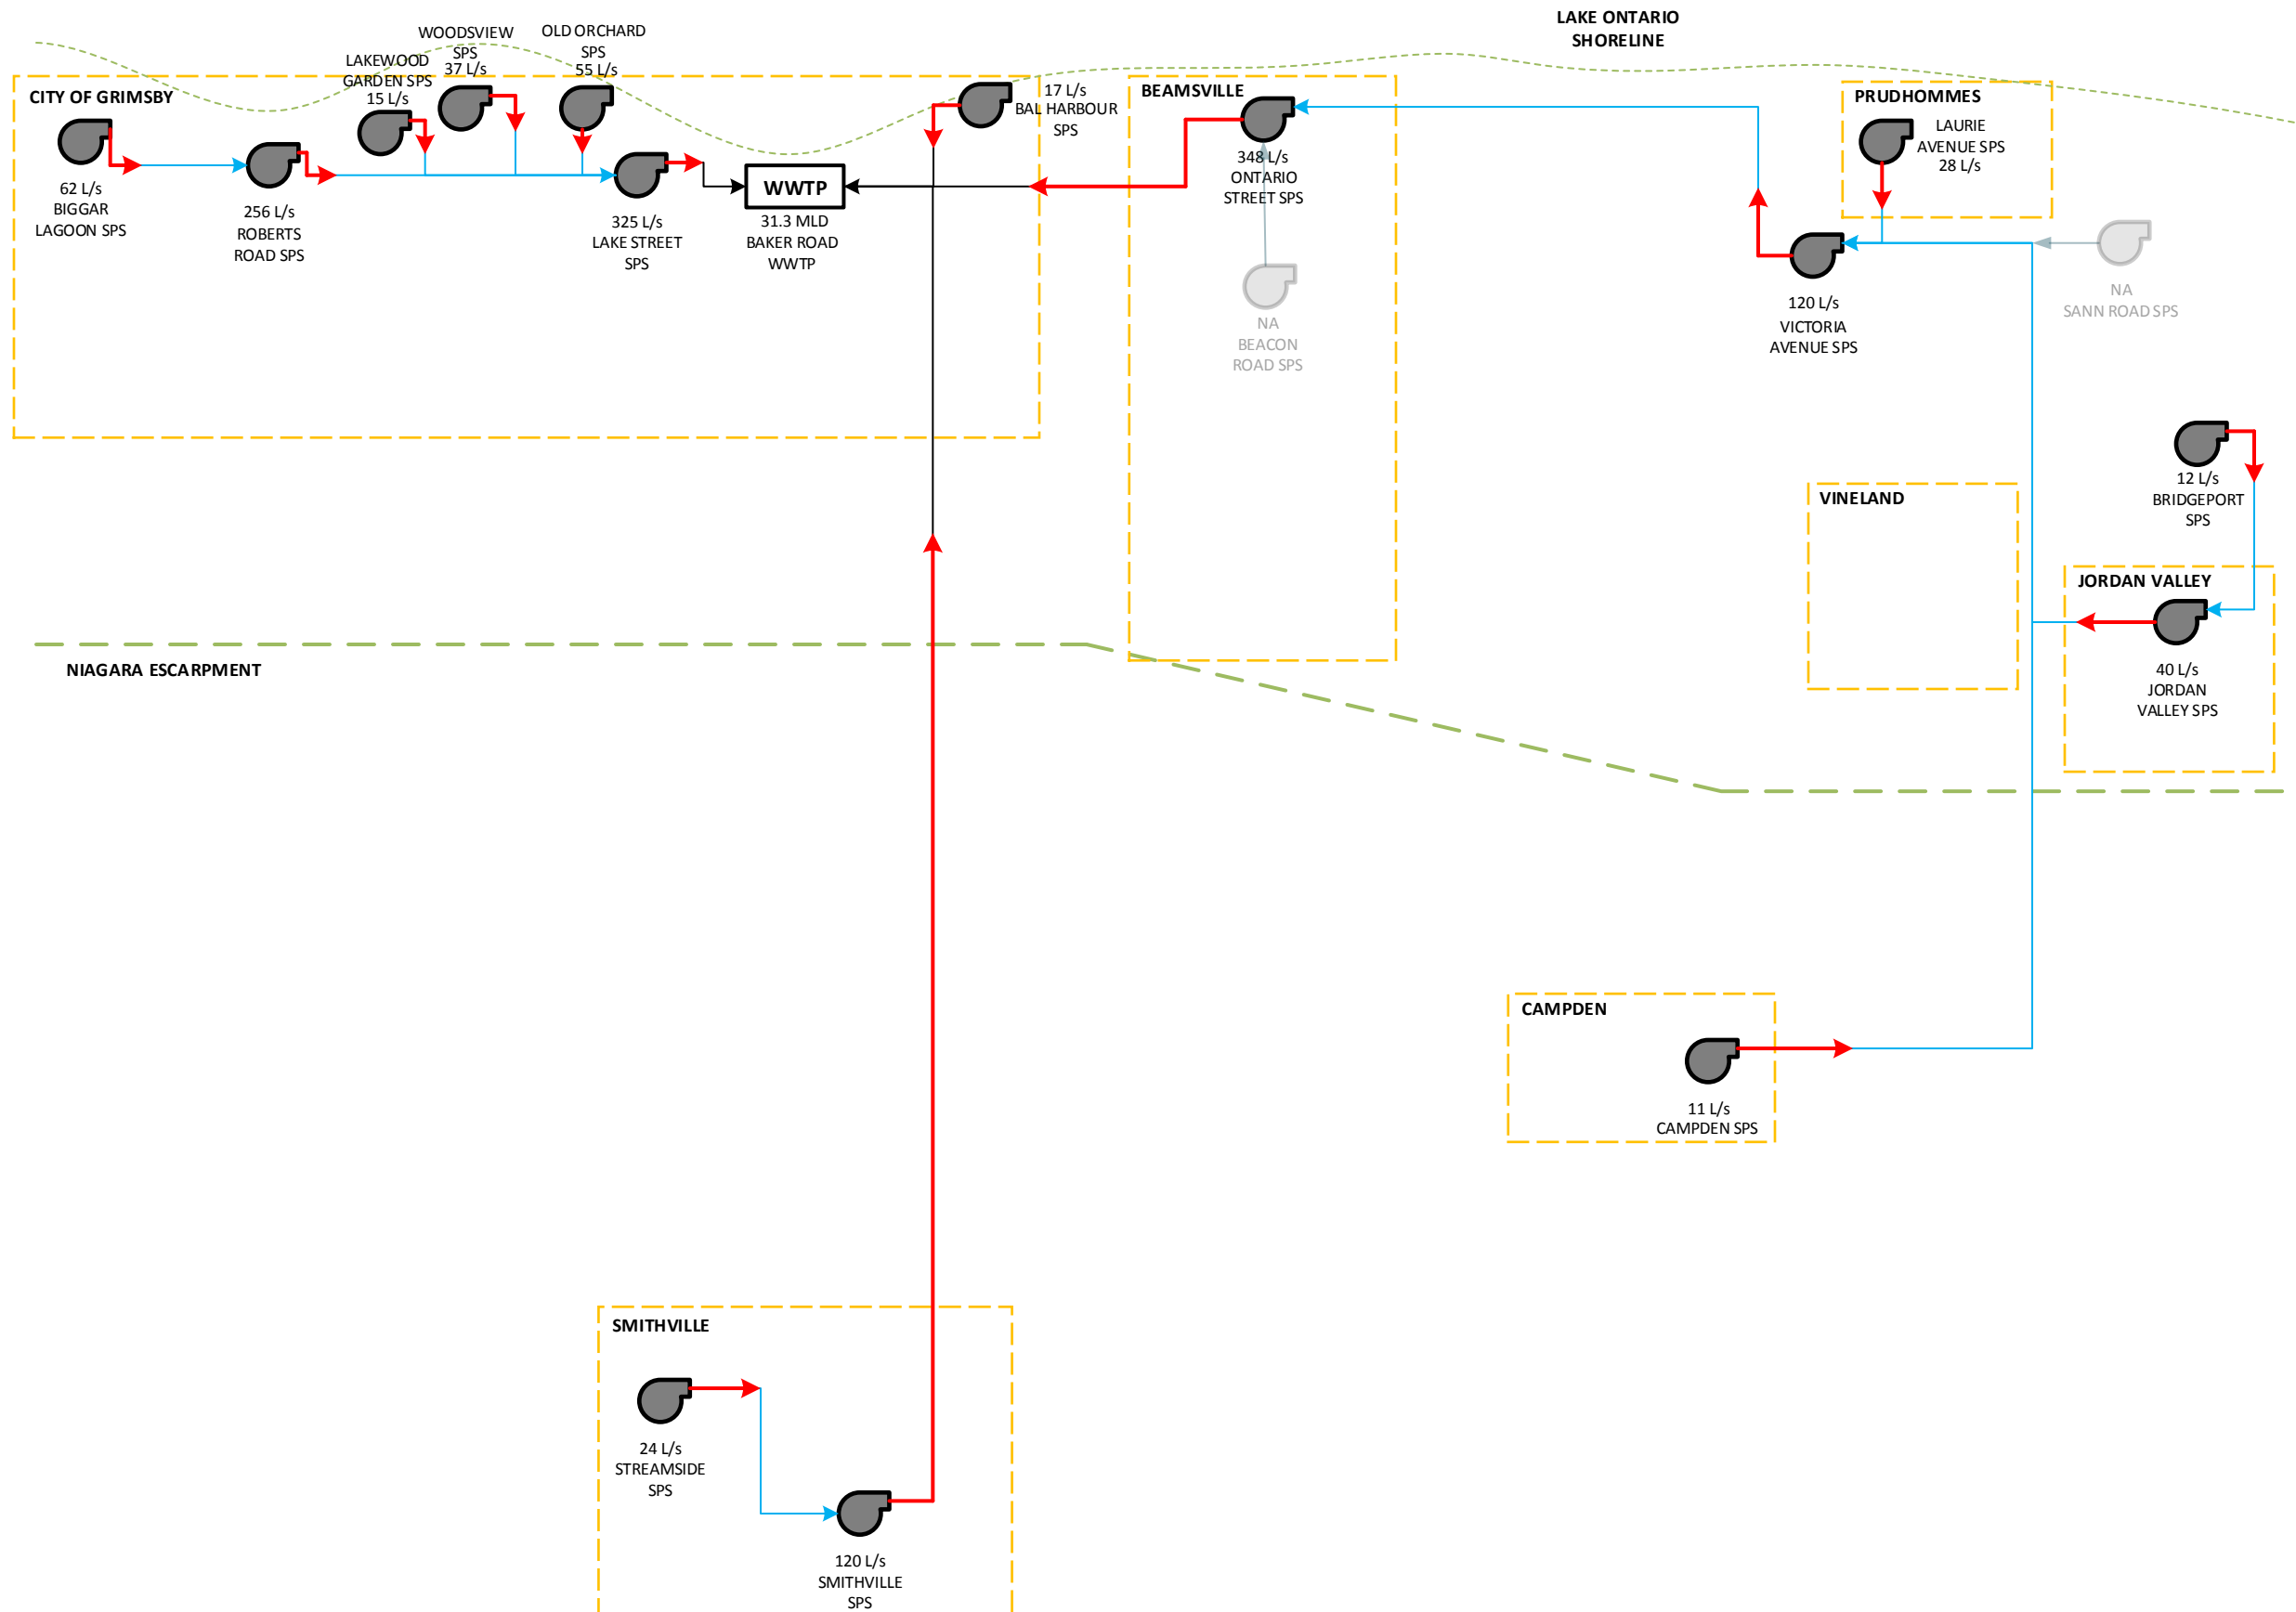 LAKE ONTARIO
SHORELINE
CITY OF GRIMSBY
62 L/s
BIGGAR
LAGOON SPS
256 L/s
ROBERTS
ROAD SPS
LAKEWOOD
GARDEN SPS
15 L/s
WOODSVIEW
SPS
37 L/s
OLD ORCHARD
SPS
55 L/s
325 L/s
LAKE STREET
SPS
WWTP
31.3 MLD
BAKER ROAD
WWTP
17 L/s
BAL HARBOUR
SPS
BEAMSVILLE
348 L/s
ONTARIO
STREET SPS
NA
BEACON
ROAD SPS
PRUDHOMMES
LAURIE
AVENUE SPS
28 L/s
120 L/s
VICTORIA
AVENUE SPS
NA
SANN ROAD SPS
12 L/s
BRIDGEPORT
SPS
VINELAND
JORDAN VALLEY
40 L/s
JORDAN
VALLEY SPS
NIAGARA ESCARPMENT
CAMPDEN
11 L/s
CAMPDEN SPS
SMITHVILLE
24 L/s
STREAMSIDE
SPS
120 L/s
SMITHVILLE
SPS